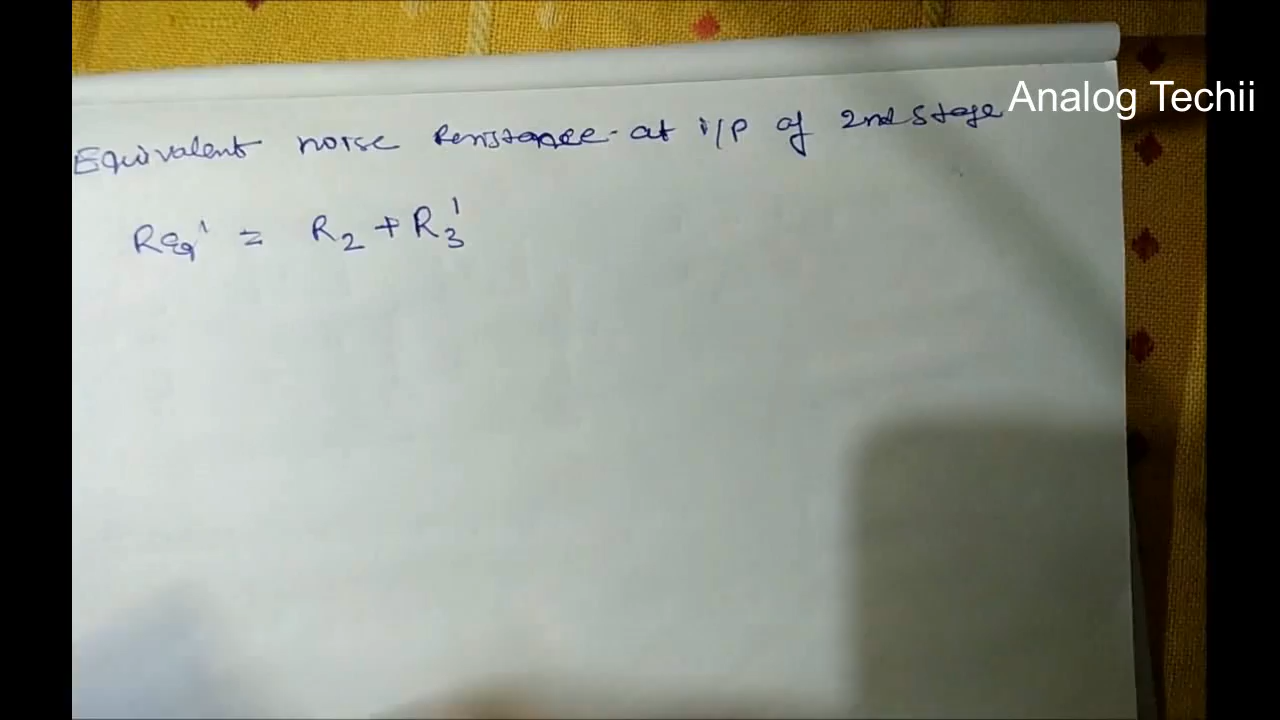 Analog Techii
Equivalent noise Resistance at i/p of 2nd stage
Req' = R₂ + R₃'